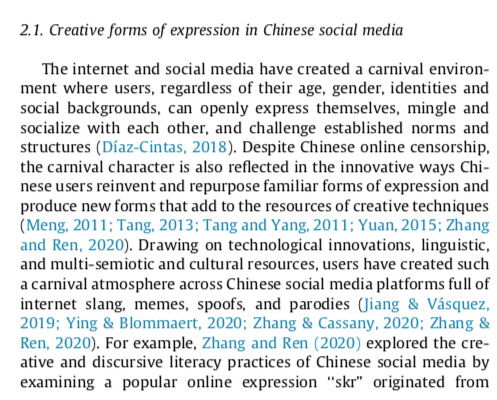 2.1. Creative forms of expression in Chinese social media
The internet and social media have created a carnival environ-
ment where users, regardless of their age, gender, identities and
social backgrounds, can openly express themselves, mingle and
socialize with each other, and challenge established norms and
structures (Díaz-Cintas, 2018). Despite Chinese online censorship,
the carnival character is also reflected in the innovative ways Chi-
nese users reinvent and repurpose familiar forms of expression and
produce new forms that add to the resources of creative techniques
(Meng, 2011; Tang, 2013; Tang and Yang, 2011; Yuan, 2015; Zhang
and Ren, 2020). Drawing on technological innovations, linguistic,
and multi-semiotic and cultural resources, users have created such
a carnival atmosphere across Chinese social media platforms full of
internet slang, memes, spoofs, and parodies (Jiang & Vásquez,
2019; Ying & Blommaert, 2020; Zhang & Cassany, 2020; Zhang &
Ren, 2020). For example, Zhang and Ren (2020) explored the cre-
ative and discursive literacy practices of Chinese social media by
examining a popular online expression ‘‘skr” originated from